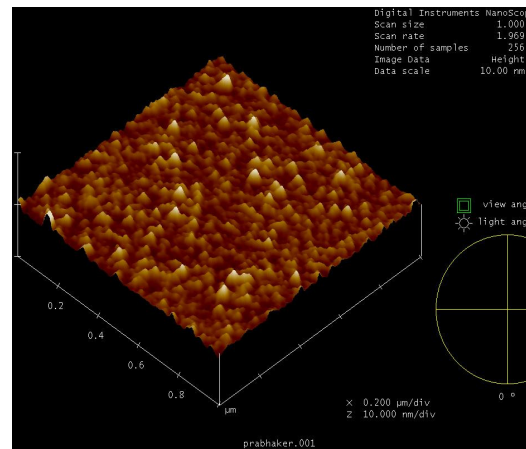 Digital Instruments NanoScop
Scan size 1.000
Scan rate 1.969
Number of samples 256
Image Data Height
Data scale 10.00 nm
view ang
light ang
0.2
0.4
0.6
0.8
µm
X 0.200 µm/div
Z 10.000 nm/div
0 º
prabhaker.001